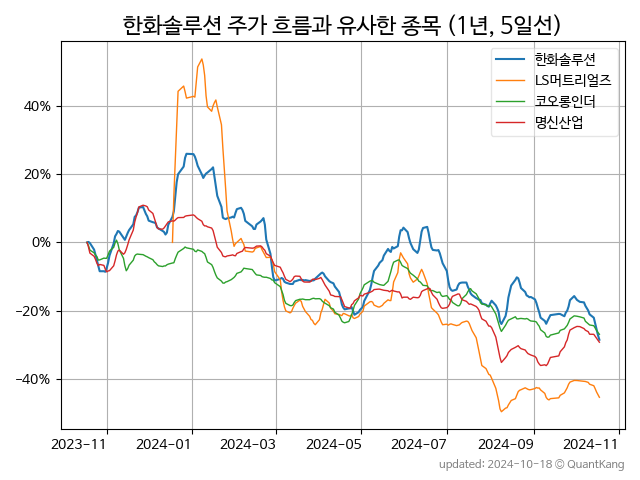 한화솔루션 주가 흐름과 유사한 종목 (1년, 5일선)
한화솔루션
LS머트리얼즈
코오롱인더
명신산업
40%
20%
0%
−20%
−40%
2023-11 2024-01 2024-03 2024-05 2024-07 2024-09 2024-11
updated: 2024-10-18 © QuantKang